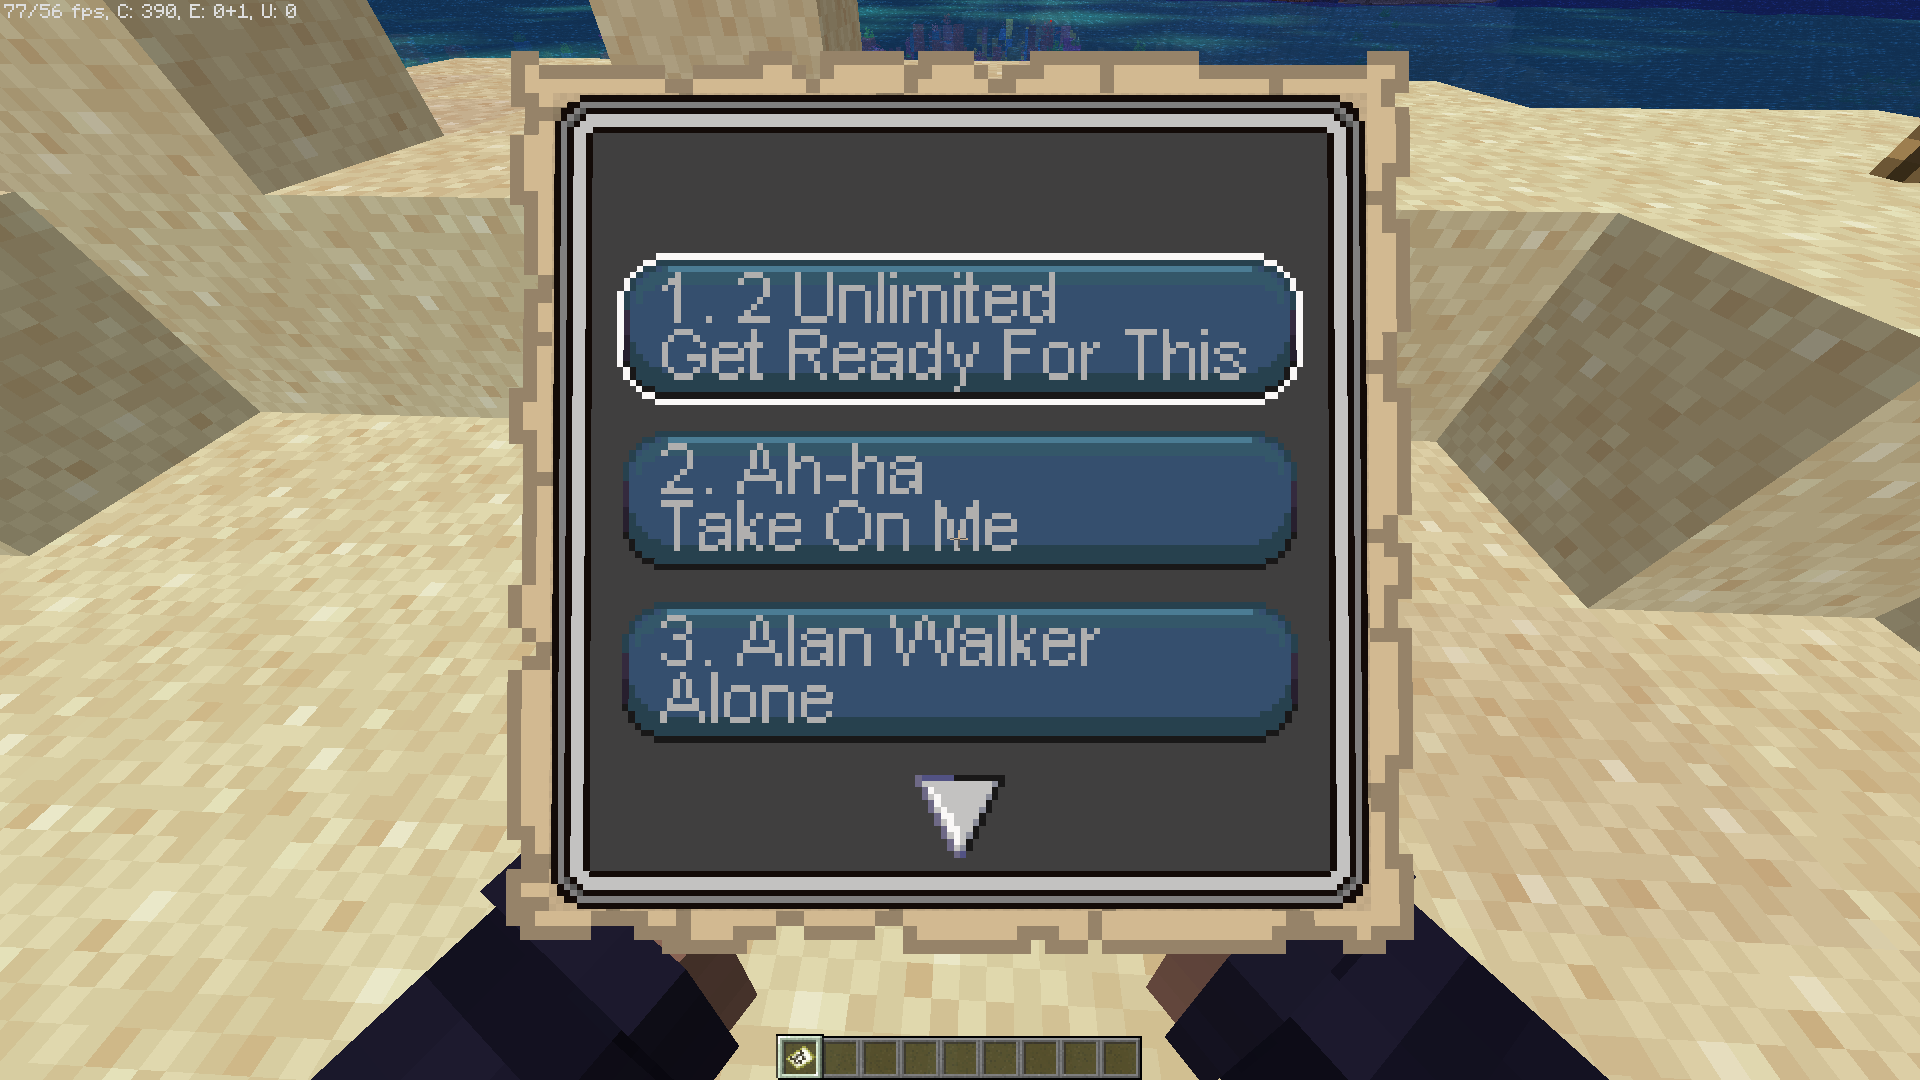 77/56 fps, C: 390, E: 0+1, U: 0
1. 2 Unlimited
Get Ready For This
2. Ah-ha
Take On Me
3. Alan Walker
Alone